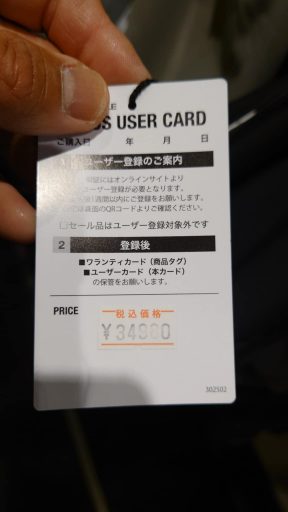 S USER CARD
ご購入日 年 月 日
ユーザー登録のご案内
にはオンラインサイトより
ユーザー登録が必要となります。
1週間以内にご登録をお願いします。
のQRコードよりご確認ください。
□セール品はユーザー登録対象外です
2 登録後
■ワランティカード(商品タグ)
■ユーザーカード(本カード)
の保管をお願いします。
PRICE
税込価格
¥34980
302502